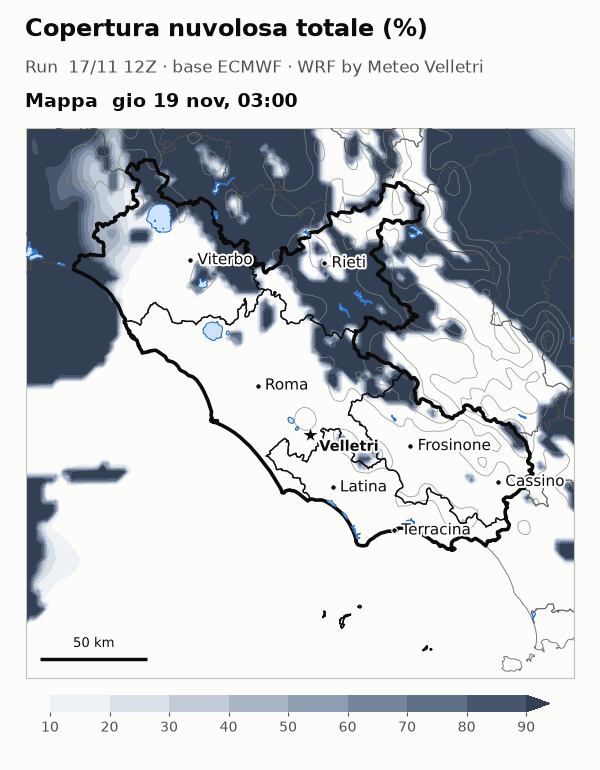 Copertura nuvolosa totale (%)
Run 17/11 12Z · base ECMWF · WRF by Meteo Velletri
Mappa gio 19 nov, 03:00
Viterbo
Rieti
Roma
Velletri
Frosinone
Latina
Cassino
Terracina
50 km
10 20 30 40 50 60 70 80 90